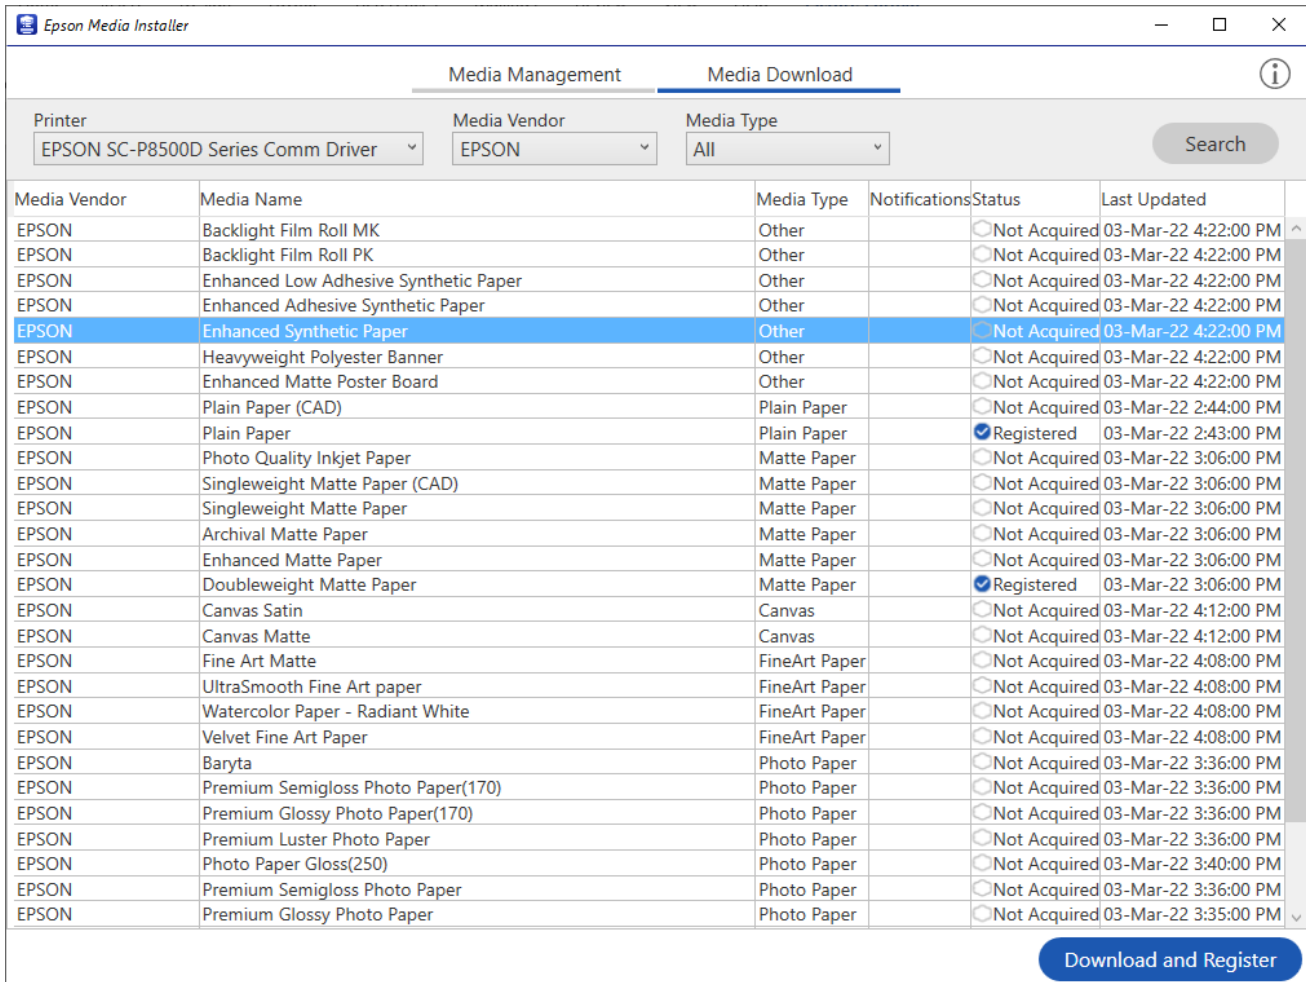 Epson Media Installer
Media Management Media Download
Printer Media Vendor Media Type
EPSON SC-P8500D Series Comm Driver EPSON All Search
Media Vendor Media Name Media Type Notifications Status Last Updated
EPSON Backlight Film Roll MK Other Not Acquired 03-Mar-22 4:22:00 PM
EPSON Backlight Film Roll PK Other Not Acquired 03-Mar-22 4:22:00 PM
EPSON Enhanced Low Adhesive Synthetic Paper Other Not Acquired 03-Mar-22 4:22:00 PM
EPSON Enhanced Adhesive Synthetic Paper Other Not Acquired 03-Mar-22 4:22:00 PM
EPSON Enhanced Synthetic Paper Other Not Acquired 03-Mar-22 4:22:00 PM
EPSON Heavyweight Polyester Banner Other Not Acquired 03-Mar-22 4:22:00 PM
EPSON Enhanced Matte Poster Board Other Not Acquired 03-Mar-22 4:22:00 PM
EPSON Plain Paper (CAD) Plain Paper Not Acquired 03-Mar-22 2:44:00 PM
EPSON Plain Paper Plain Paper Registered 03-Mar-22 2:43:00 PM
EPSON Photo Quality Inkjet Paper Matte Paper Not Acquired 03-Mar-22 3:06:00 PM
EPSON Singleweight Matte Paper (CAD) Matte Paper Not Acquired 03-Mar-22 3:06:00 PM
EPSON Singleweight Matte Paper Matte Paper Not Acquired 03-Mar-22 3:06:00 PM
EPSON Archival Matte Paper Matte Paper Not Acquired 03-Mar-22 3:06:00 PM
EPSON Enhanced Matte Paper Matte Paper Not Acquired 03-Mar-22 3:06:00 PM
EPSON Doubleweight Matte Paper Matte Paper Registered 03-Mar-22 3:06:00 PM
EPSON Canvas Satin Canvas Not Acquired 03-Mar-22 4:12:00 PM
EPSON Canvas Matte Canvas Not Acquired 03-Mar-22 4:12:00 PM
EPSON Fine Art Matte FineArt Paper Not Acquired 03-Mar-22 4:08:00 PM
EPSON UltraSmooth Fine Art paper FineArt Paper Not Acquired 03-Mar-22 4:08:00 PM
EPSON Watercolor Paper - Radiant White FineArt Paper Not Acquired 03-Mar-22 4:08:00 PM
EPSON Velvet Fine Art Paper FineArt Paper Not Acquired 03-Mar-22 4:08:00 PM
EPSON Baryta Photo Paper Not Acquired 03-Mar-22 3:36:00 PM
EPSON Premium Semigloss Photo Paper(170) Photo Paper Not Acquired 03-Mar-22 3:36:00 PM
EPSON Premium Glossy Photo Paper(170) Photo Paper Not Acquired 03-Mar-22 3:36:00 PM
EPSON Premium Luster Photo Paper Photo Paper Not Acquired 03-Mar-22 3:36:00 PM
EPSON Photo Paper Gloss(250) Photo Paper Not Acquired 03-Mar-22 3:40:00 PM
EPSON Premium Semigloss Photo Paper Photo Paper Not Acquired 03-Mar-22 3:36:00 PM
EPSON Premium Glossy Photo Paper Photo Paper Not Acquired 03-Mar-22 3:35:00 PM
Download and Register